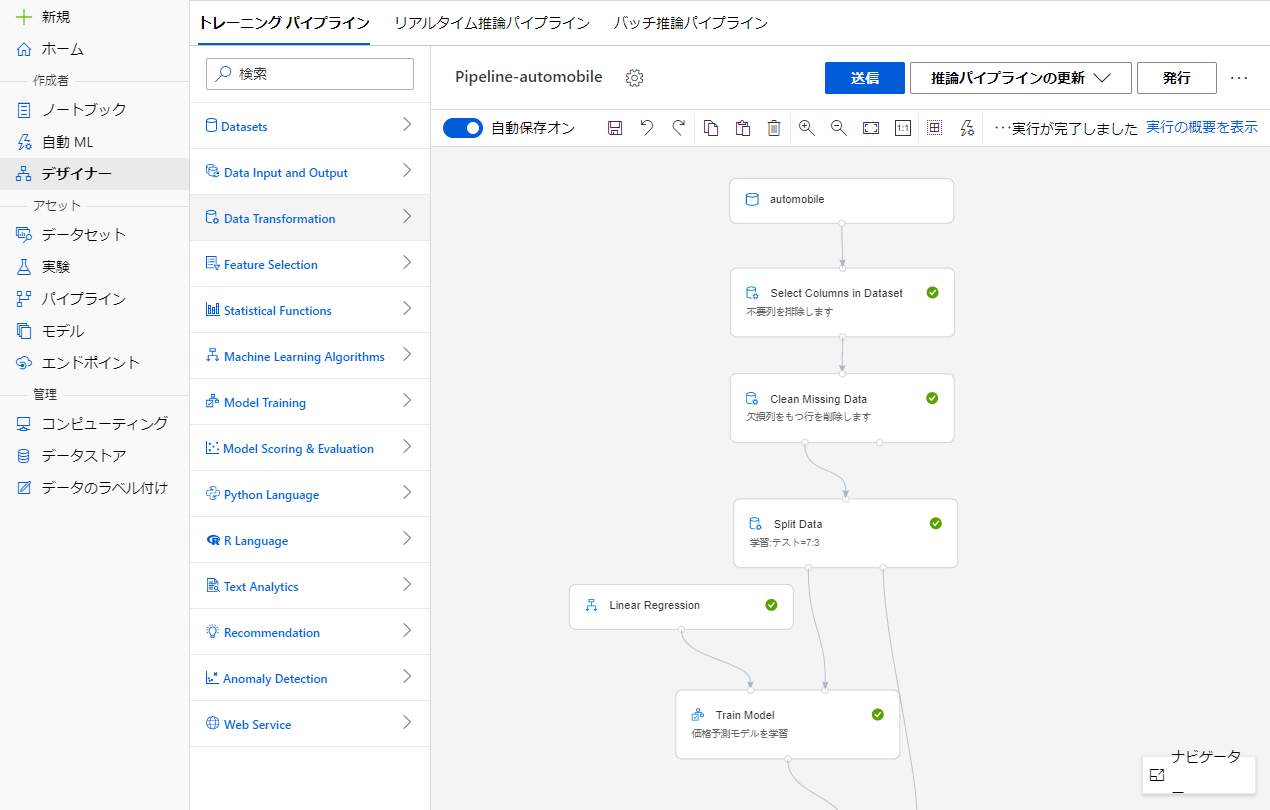 新規
ホーム
作成者
ノートブック
自動 ML
デザイナー
アセット
データセット
実験
パイプライン
モデル
エンドポイント
管理
コンピューティング
データストア
データのラベル付け
トレーニング パイプライン
リアルタイム推論パイプライン
バッチ推論パイプライン
検索
Datasets
Data Input and Output
Data Transformation
Feature Selection
Statistical Functions
Machine Learning Algorithms
Model Training
Model Scoring & Evaluation
Python Language
R Language
Text Analytics
Recommendation
Anomaly Detection
Web Service
Pipeline-automobile
送信
推論パイプラインの更新
発行
···
自動保存オン
1:1
···実行が完了しました 実行の概要を表示
automobile
Select Columns in Dataset
不要列を排除します
Clean Missing Data
欠損列をもつ行を削除します
Split Data
学習:テスト=7:3
Linear Regression
Train Model
価格予測モデルを学習
ナビゲータ
ー